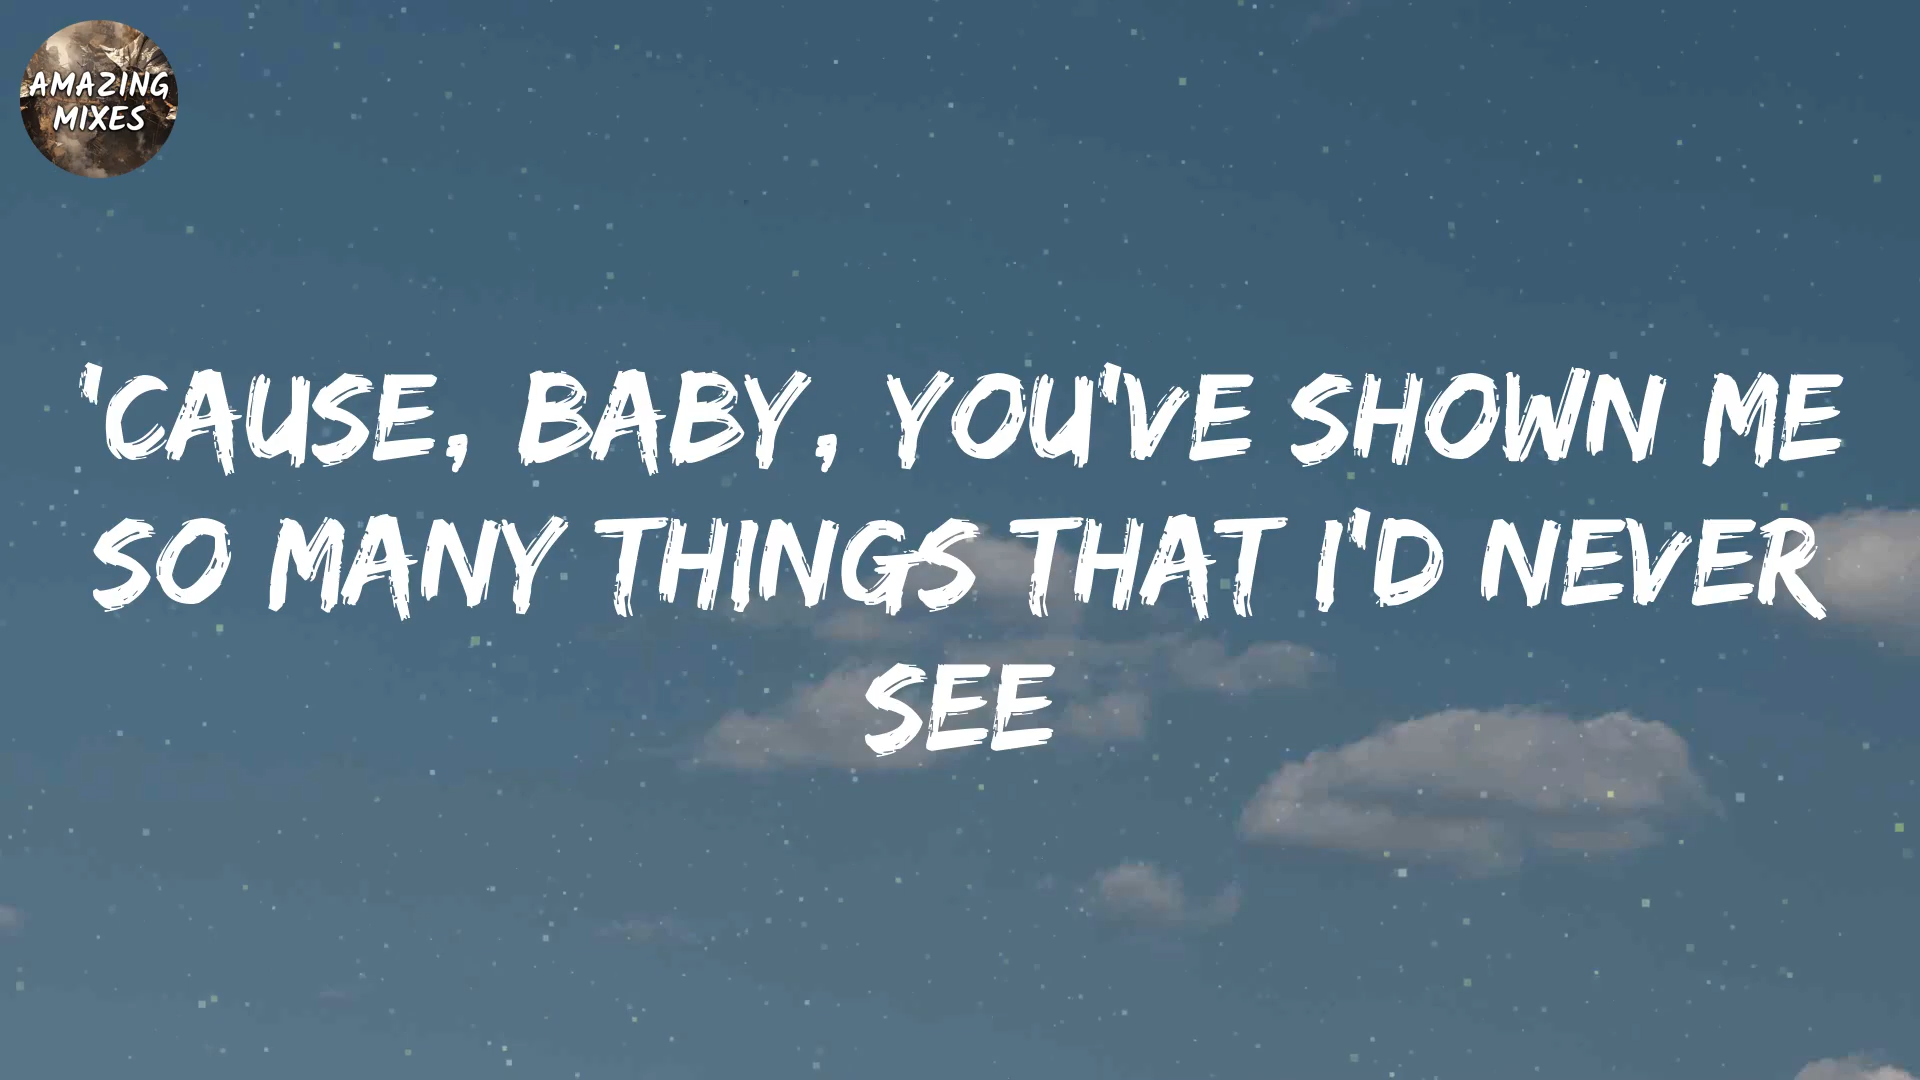 AMAZING
MIXES
'CAUSE, BABY, YOU'VE SHOWN ME
SO MANY THINGS THAT I'D NEVER
SEE